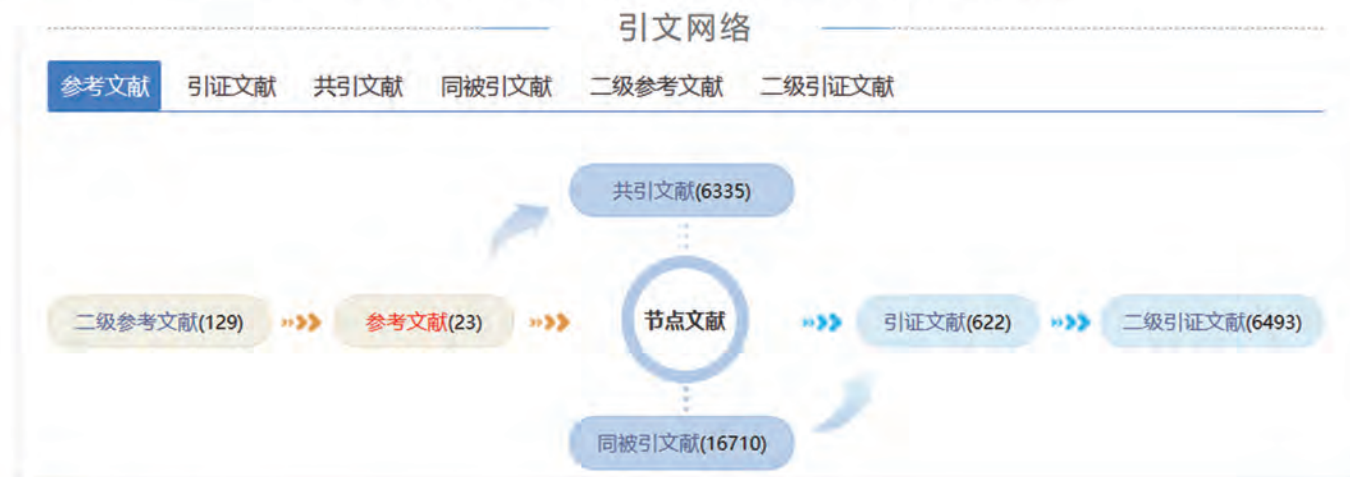 引文网络
参考文献 引证文献 共引文献 同被引文献 二级参考文献 二级引证文献
共引文献(6335)
二级参考文献(129) 参考文献(23) 节点文献 引证文献(622) 二级引证文献(6493)
同被引文献(16710)